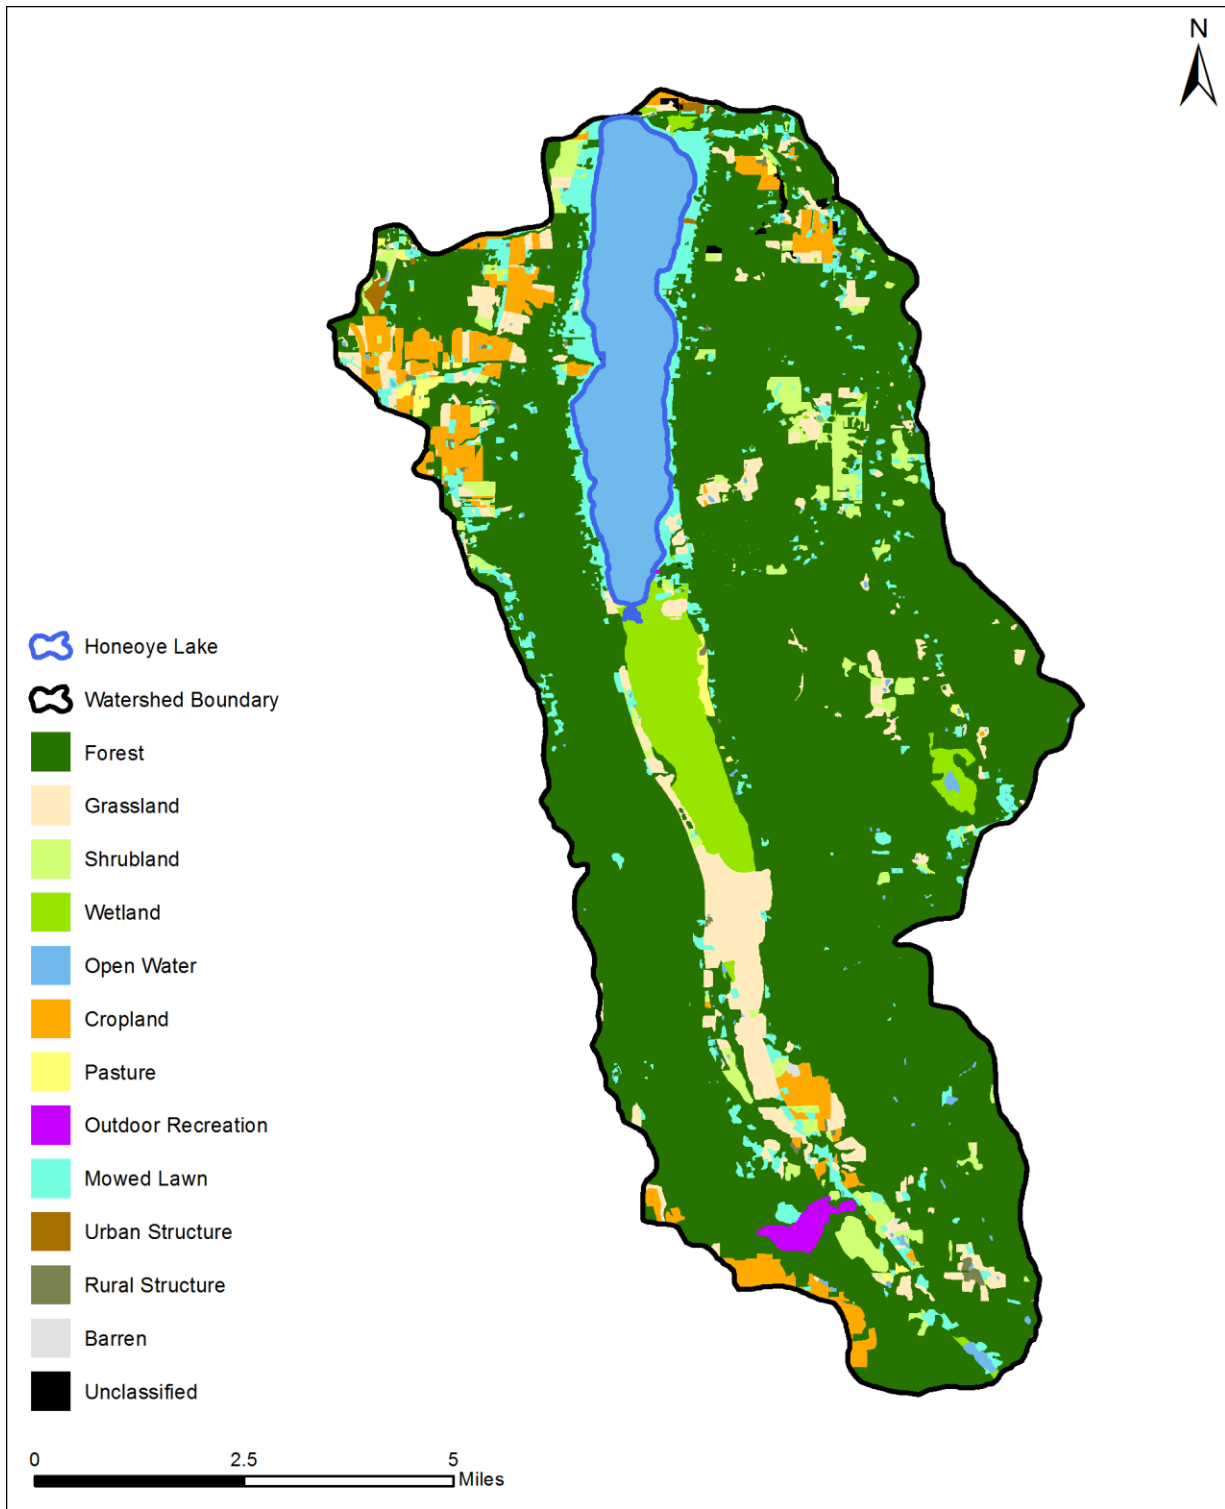 N
Honeoye Lake
Watershed Boundary
Forest
Grassland
Shrubland
Wetland
Open Water
Cropland
Pasture
Outdoor Recreation
Mowed Lawn
Urban Structure
Rural Structure
Barren
Unclassified
0 2.5 5
Miles